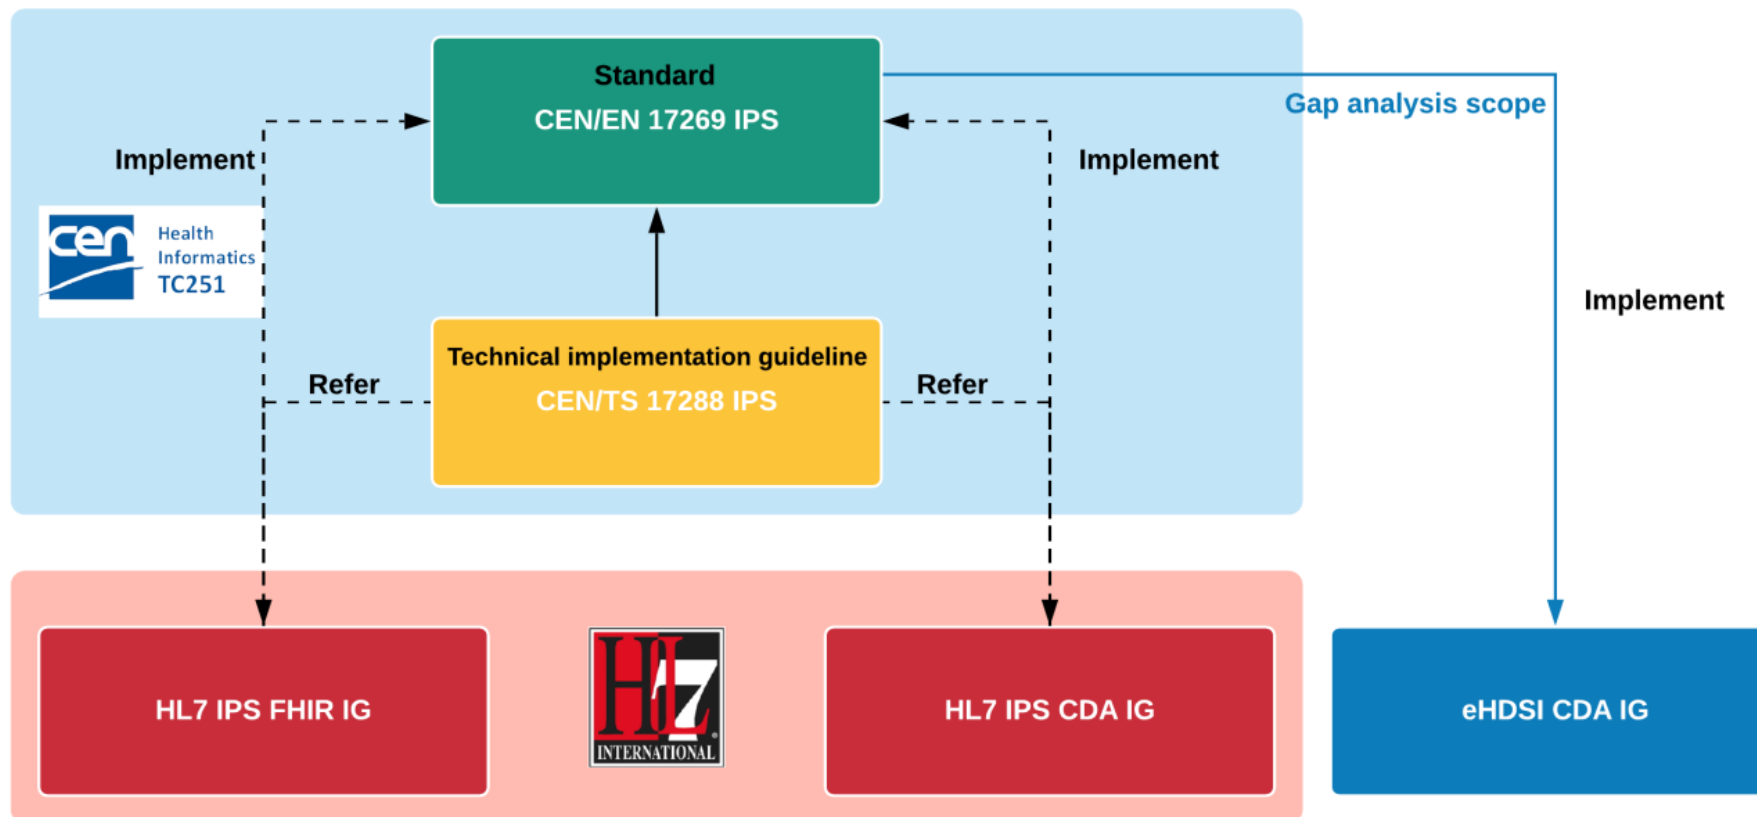 Standard
CEN/EN 17269 IPS
Gap analysis scope
Implement
Implement
cen
Health
Informatics
TC251
Implement
Technical implementation guideline
CEN/TS 17288 IPS
Refer
Refer
HL7 IPS FHIR IG
HL7
INTERNATIONAL
HL7 IPS CDA IG
eHDSI CDA IG